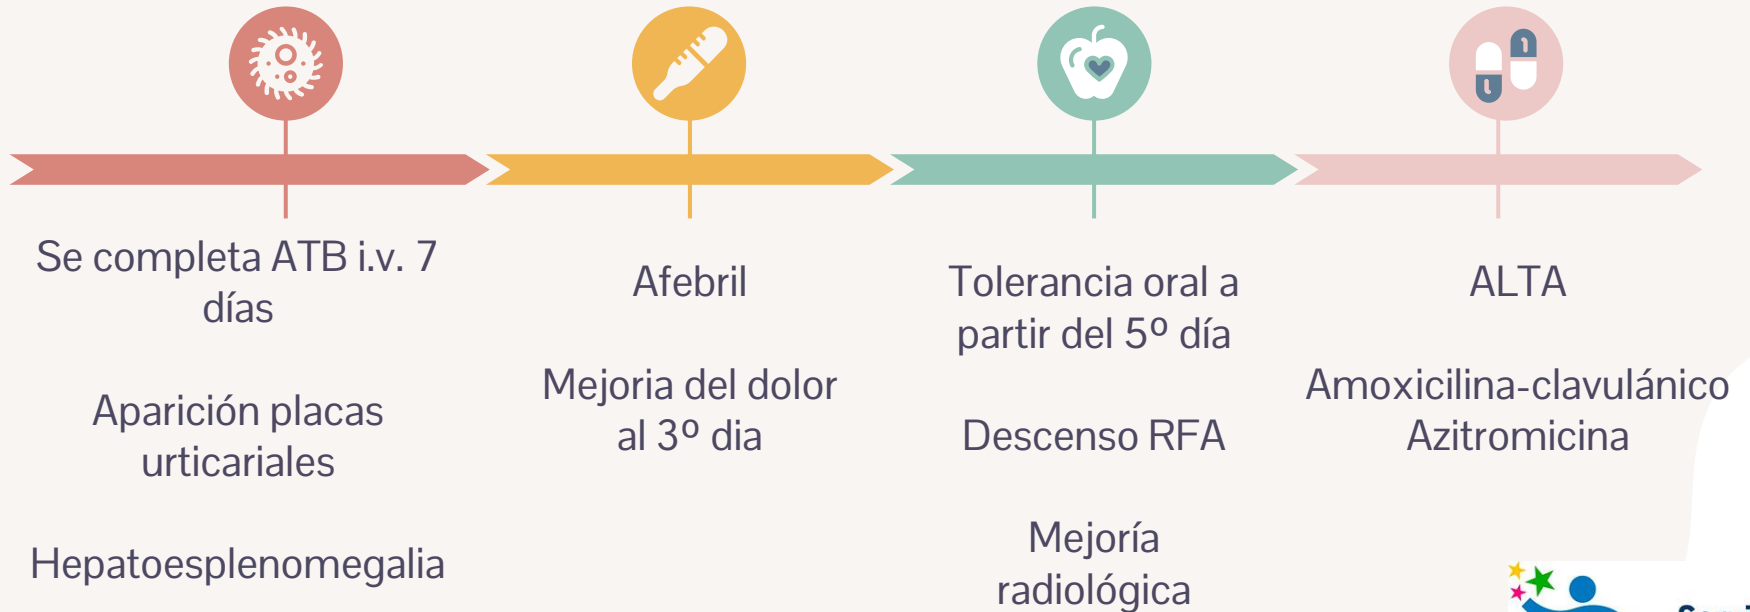 Se completa ATB i.v. 7
días
Aparición placas
urticariales
Hepatoesplenomegalia
Afebril
Mejoria del dolor
al 3º dia
Tolerancia oral a
partir del 5º día
Descenso RFA
Mejoría
radiológica
ALTA
Amoxicilina-clavulánico
Azitromicina